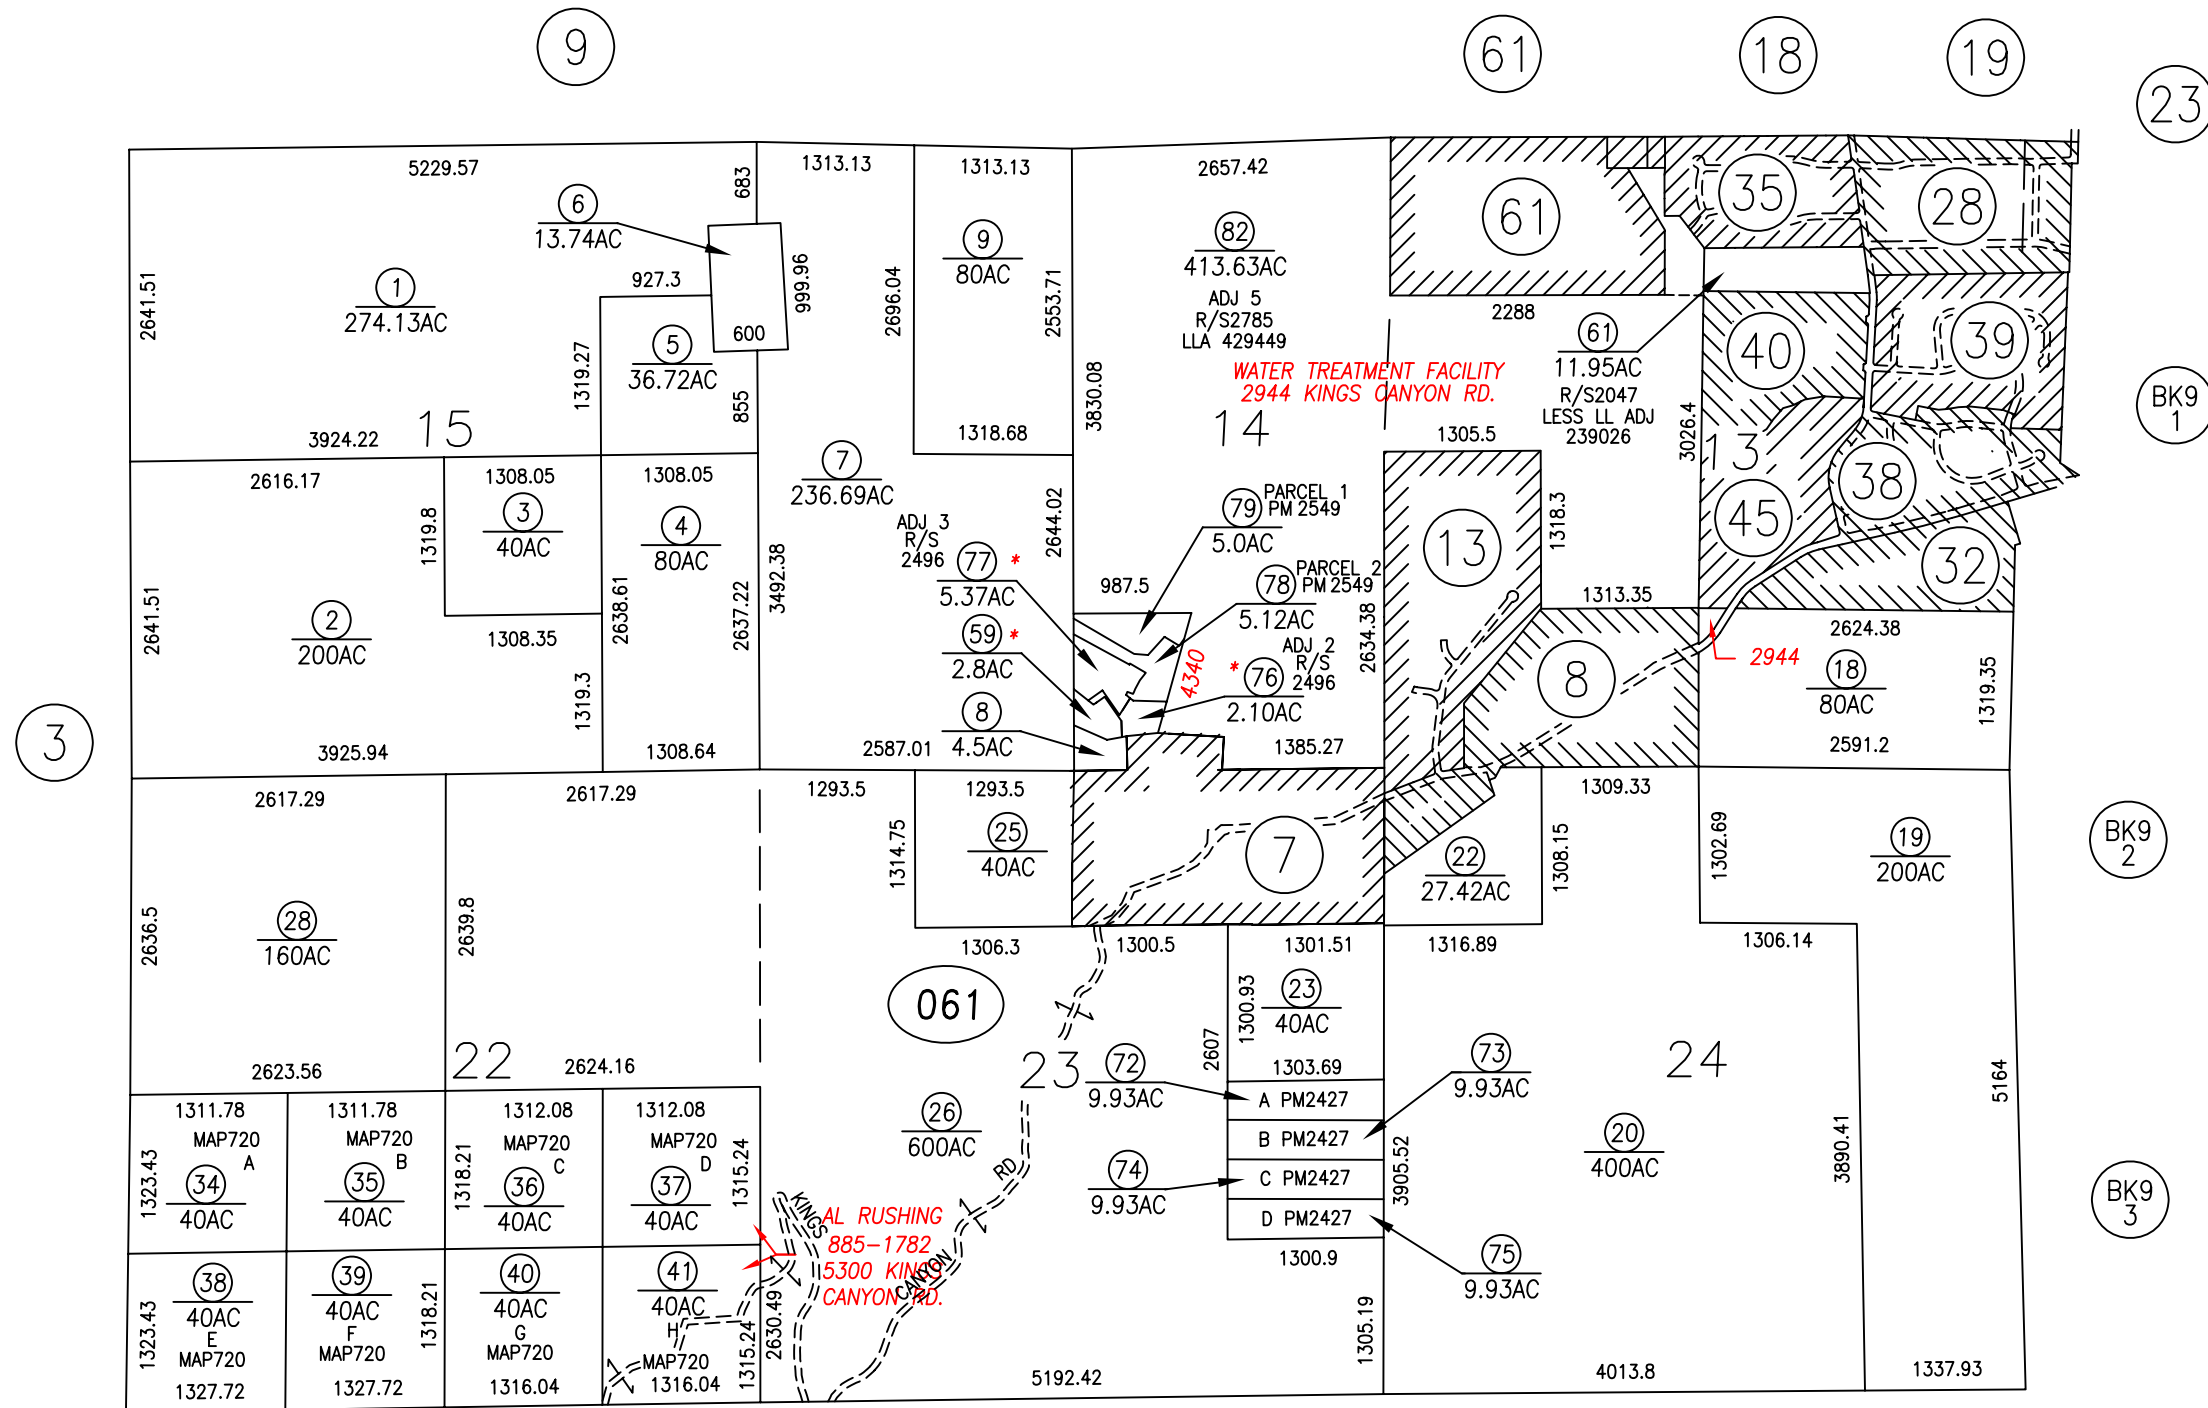 9
61
18
19
23
5229.57
683
1313.13
1313.13
2657.42
6
13.74AC
9
80AC
82
413.63AC
ADJ 5
R/S2785
LLA 429449
61
35
28
2641.51
1
274.13AC
927.3
999.96
2696.04
2553.71
600
5
36.72AC
1319.27
855
3830.08
WATER TREATMENT FACILITY
2944 KINGS CANYON RD.
2288
61
11.95AC
R/S2047
LESS LL ADJ
239026
40
39
BK9
1
3924.22
15
1318.68
14
1305.5
3026.4
13
2616.17
1308.05
1308.05
7
236.69AC
3
40AC
1319.8
4
80AC
ADJ 3
R/S
2496
2644.02
79
PARCEL 1
PM 2549
5.0AC
13
1318.3
45
38
32
77 *
5.37AC
987.5
78
PARCEL 2
PM 2549
5.12AC
1313.35
2641.51
2
200AC
1308.35
2638.61
2637.22
3492.38
59 *
2.8AC
4340
*
76
ADJ 2
R/S
2496
2.10AC
2634.38
8
2944
2624.38
18
80AC
1319.35
3
1319.3
8
4.5AC
3925.94
1308.64
2587.01
1385.27
2591.2
2617.29
2617.29
1293.5
1293.5
1309.33
1314.75
25
40AC
7
22
27.42AC
1308.15
1302.69
19
200AC
BK9
2
2636.5
28
160AC
2639.8
1306.3
1300.5
1301.51
1316.89
1306.14
061
1300.93
23
40AC
2607
2623.56
22
2624.16
23
72
9.93AC
1303.69
73
9.93AC
24
5164
1311.78
1311.78
1312.08
1312.08
A PM2427
MAP720
A
MAP720
B
MAP720
C
MAP720
D
26
600AC
B PM2427
20
400AC
3890.41
1323.43
34
40AC
35
40AC
1318.21
36
40AC
37
40AC
1315.24
RD
74
9.93AC
C PM2427
3905.52
D PM2427
BK9
3
KINGS
AL RUSHING
885-1782
5300 KINGS
CANYON RD.
CANYON
1300.9
75
9.93AC
38
40AC
E
MAP720
39
40AC
F
MAP720
40
40AC
G
MAP720
41
40AC
H
MAP720
1323.43
1318.21
1315.24
2630.49
1305.19
1327.72
1327.72
1316.04
1316.04
5192.42
4013.8
1337.93